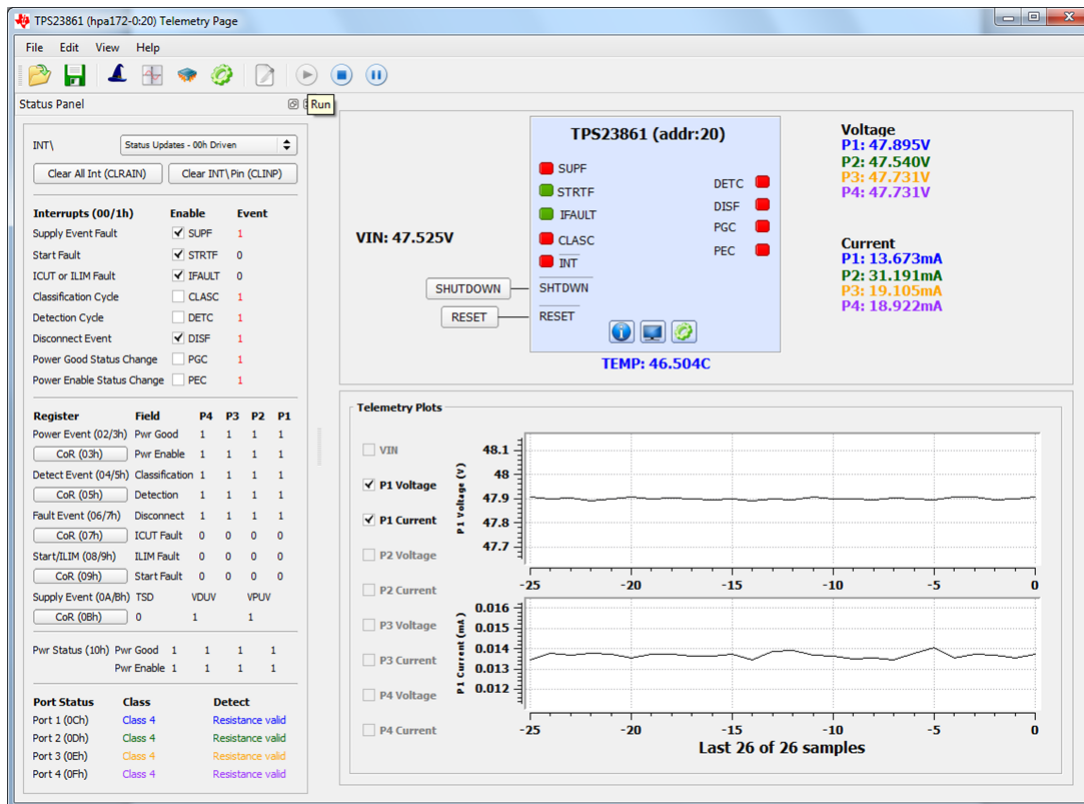 TPS23861 (hpa172-0:20) Telemetry Page
File Edit View Help
Run
Status Panel
INT\ Status Updates - 00h Driven
Clear All Int (CLRAIN) Clear INT\ Pin (CLINP)
Interrupts (00/1h) Enable Event
Supply Event Fault SUPF 1
Start Fault STRTF 0
ICUT or ILIM Fault IFAULT 0
Classification Cycle CLASC 1
Detection Cycle DETC 1
Disconnect Event DISF 1
Power Good Status Change PGC 1
Power Enable Status Change PEC 1
Register Field P4 P3 P2 P1
Power Event (02/3h) Pwr Good 1 1 1 1
CoR (03h) Pwr Enable 1 1 1 1
Detect Event (04/5h) Classification 1 1 1 1
CoR (05h) Detection 1 1 1 1
Fault Event (06/7h) Disconnect 1 1 1 1
CoR (07h) ICUT Fault 0 0 0 0
Start/ILIM (08/9h) ILIM Fault 0 0 0 0
CoR (09h) Start Fault 0 0 0 0
Supply Event (0A/Bh) TSD VDUV VPUV
CoR (0Bh) 0 1 1
Pwr Status (10h) Pwr Good 1 1 1 1
Pwr Enable 1 1 1 1
Port Status Class Detect
Port 1 (0Ch) Class 4 Resistance valid
Port 2 (0Dh) Class 4 Resistance valid
Port 3 (0Eh) Class 4 Resistance valid
Port 4 (0Fh) Class 4 Resistance valid
VIN: 47.525V
SHUTDOWN
RESET
TPS23861 (addr:20)
SUPF
STRTF
IFAULT
CLASC
INT
SHTDWN
RESET
DETC
DISF
PGC
PEC
TEMP: 46.504C
Voltage
P1: 47.895V
P2: 47.540V
P3: 47.731V
P4: 47.731V
Current
P1: 13.673mA
P2: 31.191mA
P3: 19.105mA
P4: 18.922mA
Telemetry Plots
VIN
P1 Voltage
P1 Current
P2 Voltage
P2 Current
P3 Voltage
P3 Current
P4 Voltage
P4 Current
P1 Voltage (V)
48.1
48
47.9
47.8
47.7
-25 -20 -15 -10 -5 0
P1 Current (mA)
0.016
0.015
0.014
0.013
0.012
-25 -20 -15 -10 -5 0
Last 26 of 26 samples